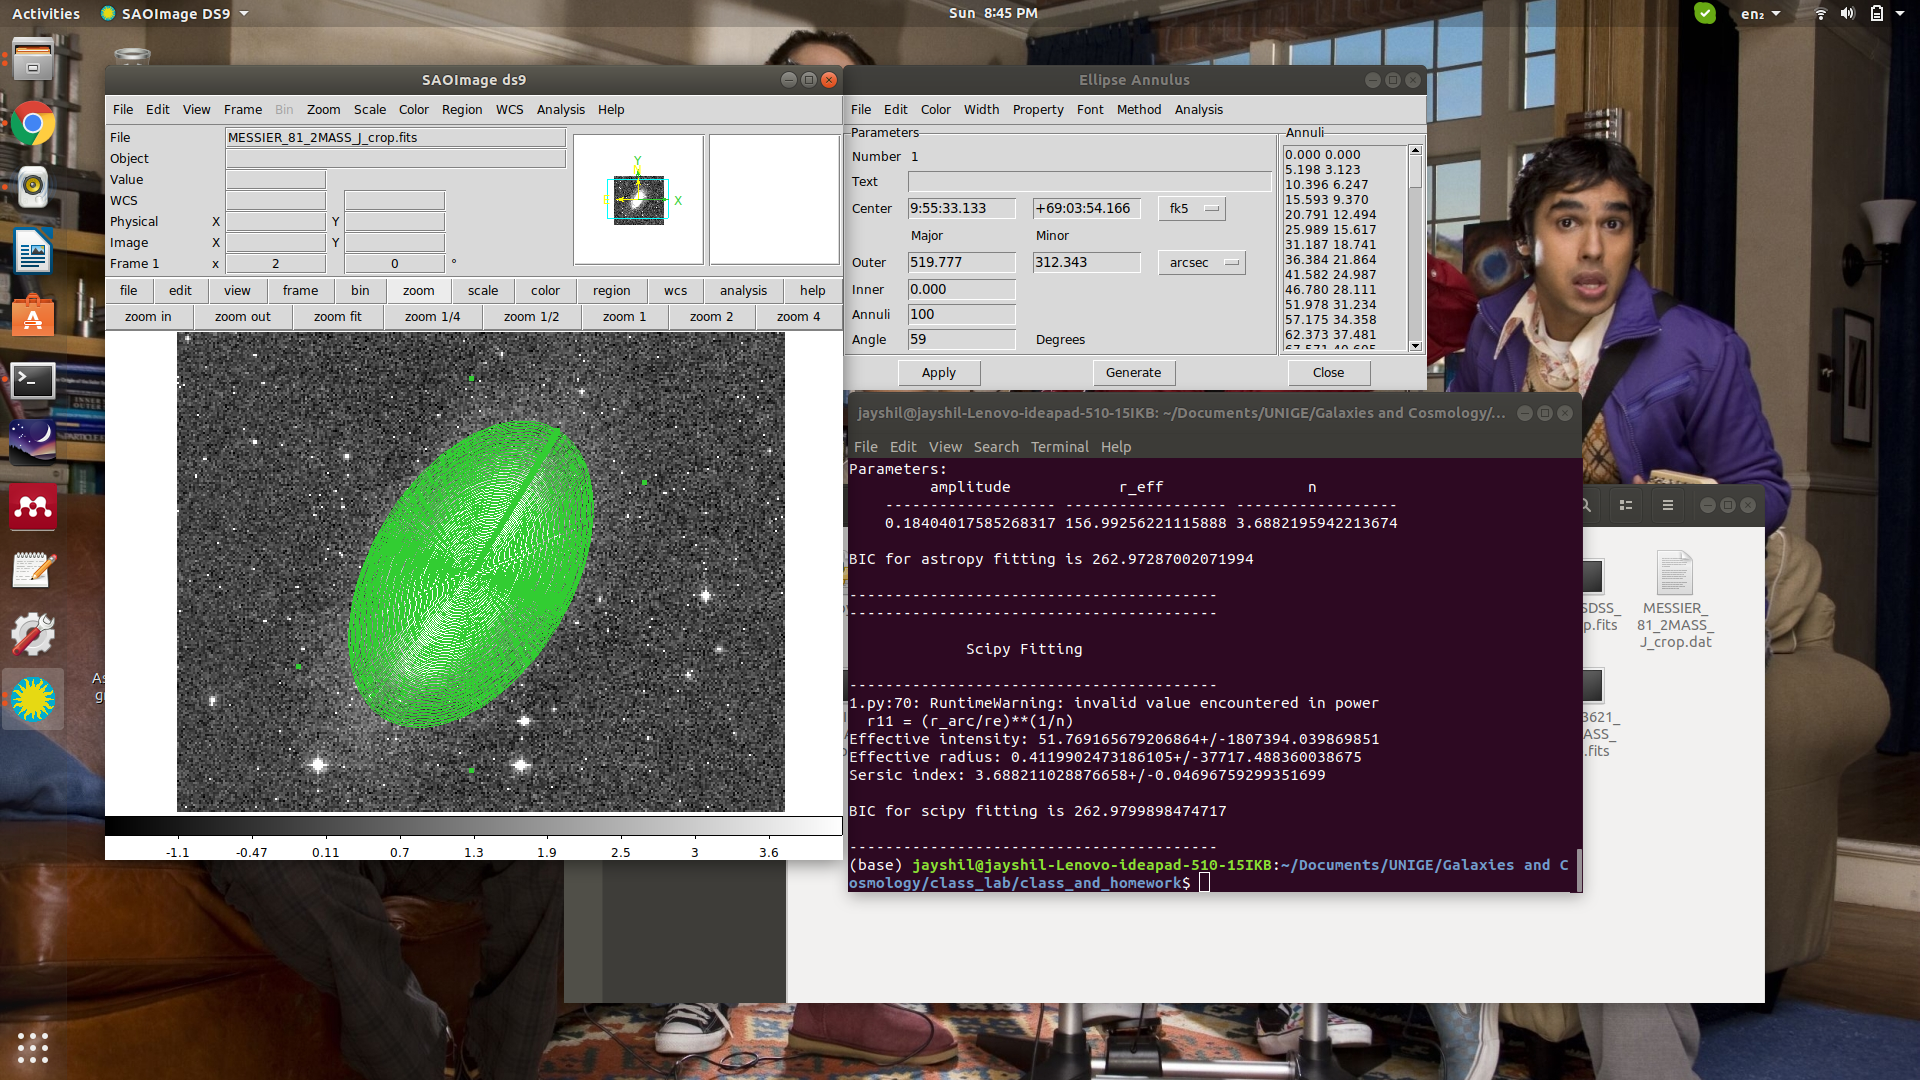 Activities
SAOImage DS9
Sun 8:45 PM
en₂
SAOImage ds9
File Edit View Frame Bin Zoom Scale Color Region WCS Analysis Help
File MESSIER_81_2MASS_J_crop.fits
Object
Value
WCS
Physical X Y
Image X Y
Frame 1 x 2 0 °
Y
X
file edit view frame bin zoom scale color region wcs analysis help
zoom in zoom out zoom fit zoom 1/4 zoom 1/2 zoom 1 zoom 2 zoom 4
-1.1 -0.47 0.11 0.7 1.3 1.9 2.5 3 3.6
Ellipse Annulus
File Edit Color Width Property Font Method Analysis
Parameters
Number 1
Text
Center 9:55:33.133 +69:03:54.166 fk5
Major Minor
Outer 519.777 312.343 arcsec
Inner 0.000
Annuli 100
Angle 59 Degrees
Annuli
0.000 0.000
5.198 3.123
10.396 6.247
15.593 9.370
20.791 12.494
25.989 15.617
31.187 18.741
36.384 21.864
41.582 24.987
46.780 28.111
51.978 31.234
57.175 34.358
62.373 37.481
67.571 40.605
Apply Generate Close
jayshil@jayshil-Lenovo-ideapad-510-15IKB: ~/Documents/UNIGE/Galaxies and Cosmology/...
File Edit View Search Terminal Help
Parameters:
amplitude r_eff n
------------------- ------------------ ------------------
0.18404017585268317 156.99256221115888 3.6882195942213674
BIC for astropy fitting is 262.97287002071994
-----------------------------------------
-----------------------------------------
Scipy Fitting
-----------------------------------------
1.py:70: RuntimeWarning: invalid value encountered in power
r11 = (r_arc/re)**(1/n)
Effective intensity: 51.769165679206864+/-1807394.039869851
Effective radius: 0.4119902473186105+/-37717.488360038675
Sersic index: 3.688211028876658+/-0.04696759299351699
BIC for scipy fitting is 262.9799898474717
-----------------------------------------
(base) jayshil@jayshil-Lenovo-ideapad-510-15IKB:~/Documents/UNIGE/Galaxies and C
osmology/class_lab/class_and_homework$
SDSS_
p.fits
MESSIER_
81_2MASS_
J_crop.dat
3621_
ASS_
.fits